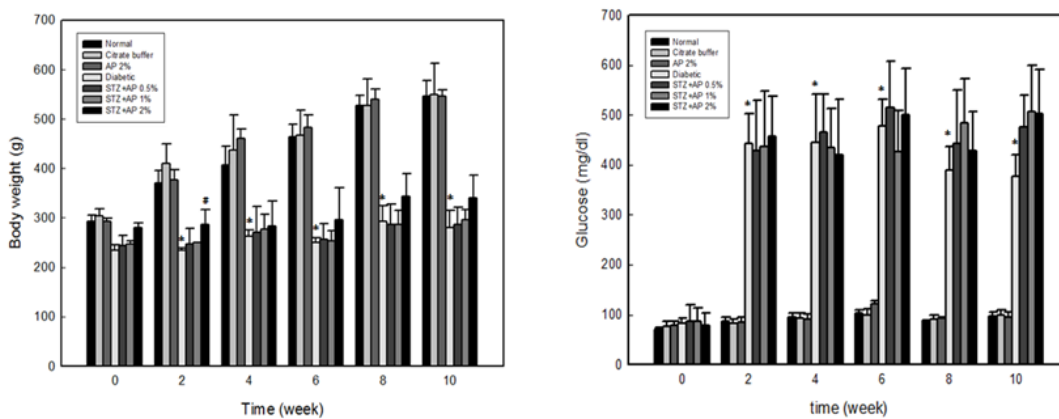 700
600
500
400
300
200
100
0
Body weight (g)
Normal
Citrate buffer
AP 2%
Diabetic
STZ+AP 0.5%
STZ+AP 1%
STZ+AP 2%
* # * * * *
0 2 4 6 8 10
Time (week)
700
600
500
400
300
200
100
0
Glucose (mg/dl)
Normal
Citrate buffer
AP 2%
Diabetic
STZ+AP 0.5%
STZ+AP 1%
STZ+AP 2%
* * * * *
0 2 4 6 8 10
time (week)